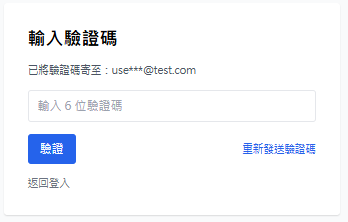 輸入驗證碼
已將驗證碼寄至：use***@test.com
輸入 6 位驗證碼
驗證
重新發送驗證碼
返回登入